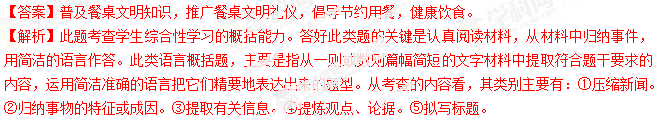 【答案】普及餐桌文明知识，推广餐桌文明礼仪，倡导节约用餐，健康饮食。
【解析】此题考查学生综合性学习的概括能力。答好此类题的关键是认真阅读材料，从材料中归纳事件，
用简洁的语言作答。此类语言概括题，主要是指从一则或数则篇幅简短的文字材料中提取符合题干要求的
内容，运用简洁准确的语言把它们精要地表达出来的题型。从考查的内容看，其类别主要有：①压缩新闻。
②归纳事物的特征或成因。③提取有关信息。④提炼观点、论据。⑤拟写标题。